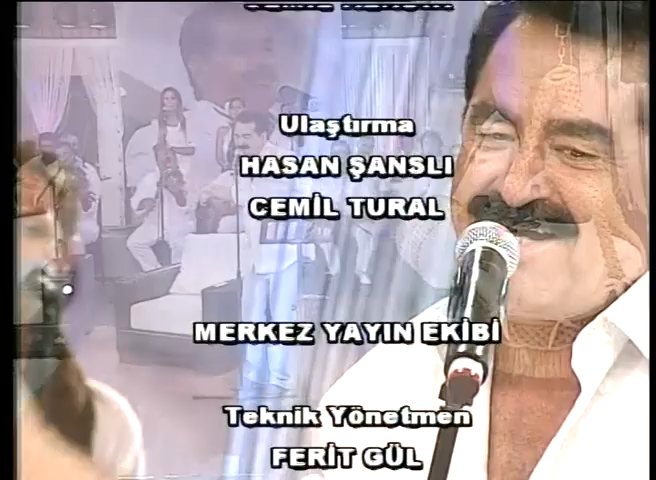 Ulaştırma
HASAN ŞANSLI
CEMİL TURAL
MERKEZ YAYIN EKİBİ
Teknik Yönetmen
FERİT GÜL